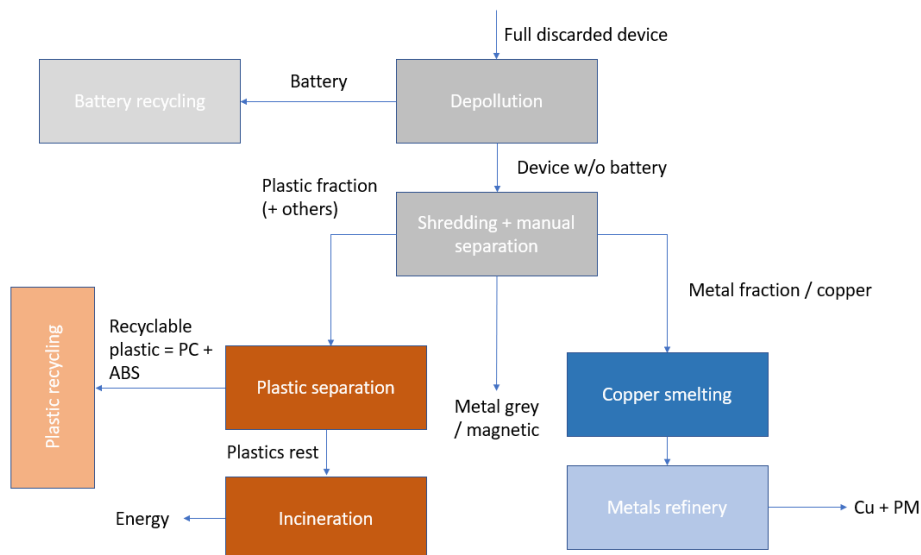 Full discarded device
Battery
Battery recycling
Depollution
Device w/o battery
Plastic fraction
(+ others)
Shredding + manual
separation
Metal fraction / copper
Recyclable
plastic = PC +
ABS
Plastic recycling
Plastic separation
Metal grey
/ magnetic
Copper smelting
Plastics rest
Energy
Incineration
Metals refinery
Cu + PM